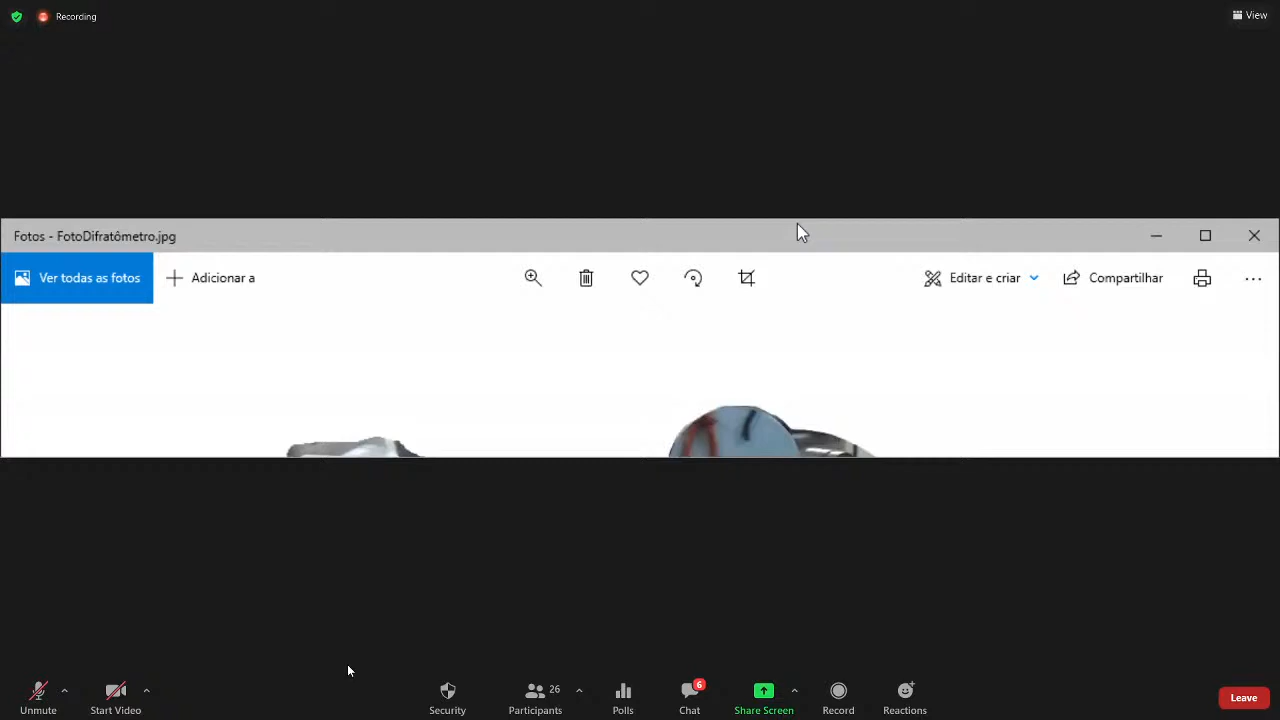 Recording
View
Fotos - FotoDifratômetro.jpg
Ver todas as fotos
Adicionar a
Editar e criar
Compartilhar
Unmute
Start Video
Security
26
Participants
Polls
6
Chat
Share Screen
Record
Reactions
Leave